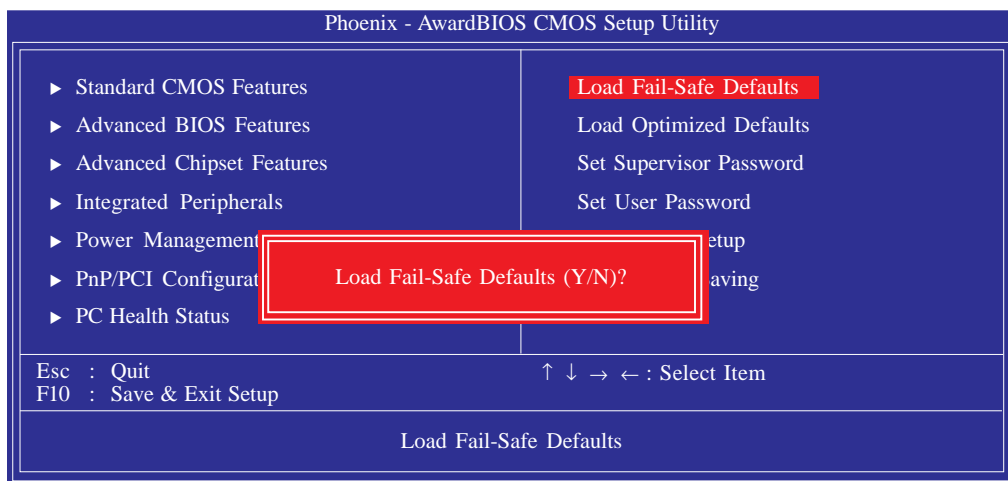 Phoenix - AwardBIOS CMOS Setup Utility
▶ Standard CMOS Features
▶ Advanced BIOS Features
▶ Advanced Chipset Features
▶ Integrated Peripherals
▶ Power Management
▶ PnP/PCI Configurat
▶ PC Health Status
Load Fail-Safe Defaults
Load Optimized Defaults
Set Supervisor Password
Set User Password
etup
aving
Load Fail-Safe Defaults (Y/N)?
Esc : Quit
F10 : Save & Exit Setup
↑ ↓ → ← : Select Item
Load Fail-Safe Defaults